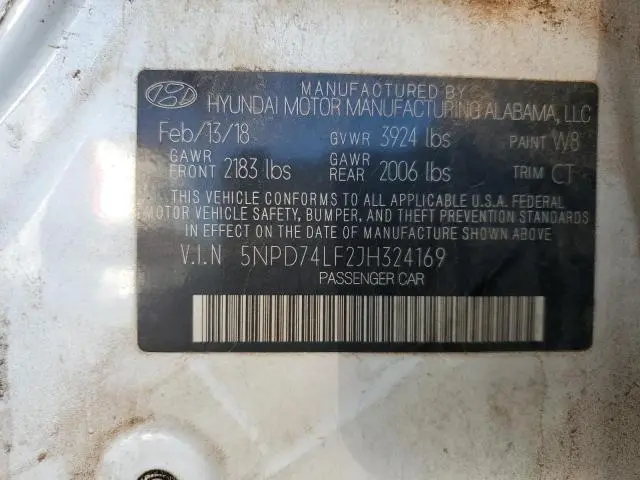 MANUFACTURED BY
HYUNDAI MOTOR MANUFACTURING ALABAMA, LLC
Feb/13/18 GVWR 3924 lbs PAINT W8
GAWR FRONT 2183 lbs GAWR REAR 2006 lbs TRIM CT
THIS VEHICLE CONFORMS TO ALL APPLICABLE U.S.A. FEDERAL
MOTOR VEHICLE SAFETY, BUMPER, AND THEFT PREVENTION
STANDARDS IN EFFECT ON THE DATE OF MANUFACTURE SHOWN ABOVE.
V.I.N 5NPD74LF2JH324169
PASSENGER CAR